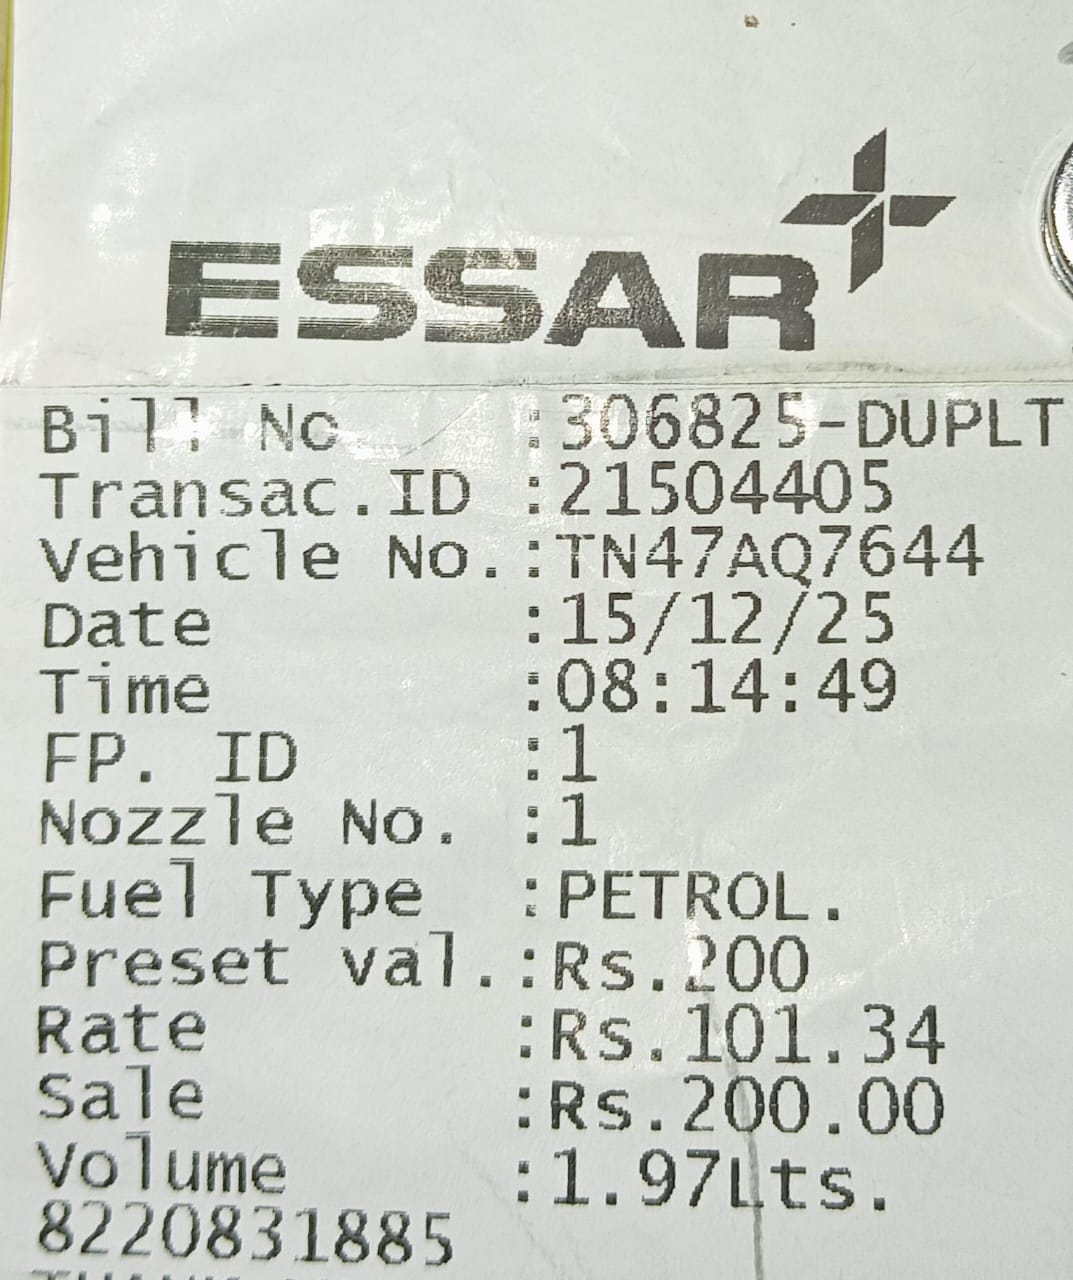 ESSAR
Bill No :306825-DUPLT
Transac.ID :21504405
Vehicle No.:TN47AQ7644
Date :15/12/25
Time :08:14:49
FP. ID :1
Nozzle No. :1
Fuel Type :PETROL.
Preset val.:Rs.200
Rate :Rs.101.34
Sale :Rs.200.00
Volume :1.97Lts.
8220831885